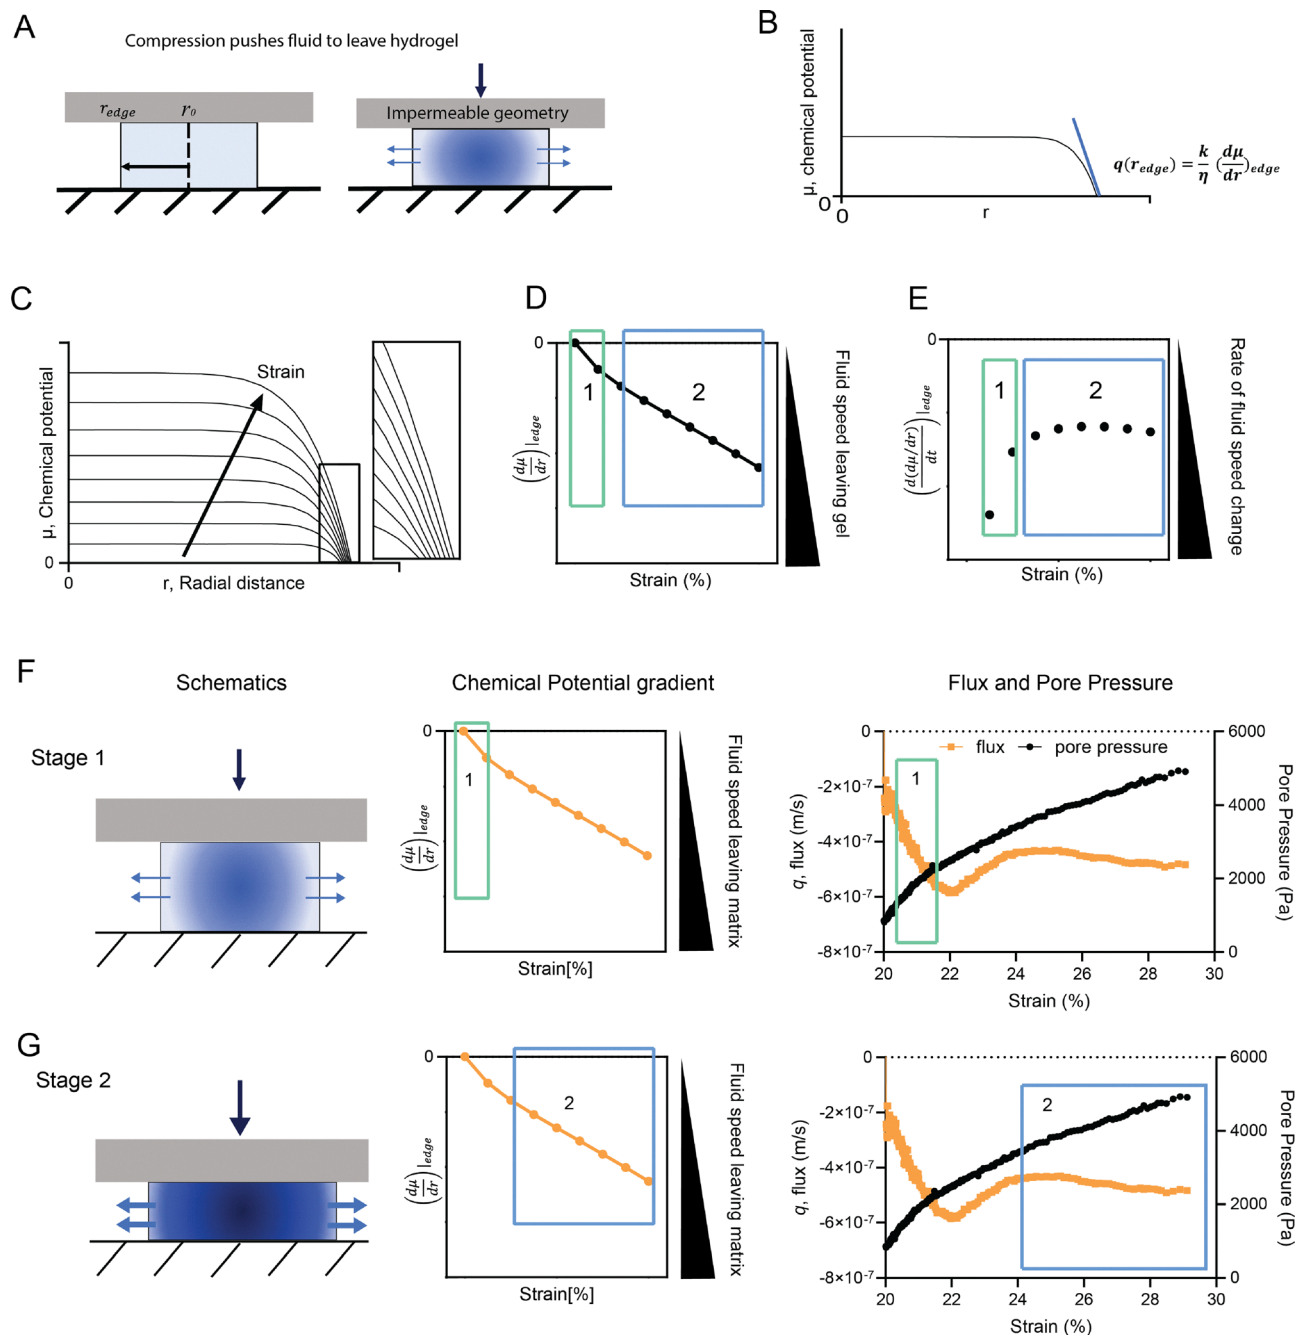 A
Compression pushes fluid to leave hydrogel
r_edge
r_0
Impermeable geometry
B
μ, chemical potential
0
0
r
q(r_edge) = k/η (dμ/dr)_edge
C
μ, Chemical potential
Strain
0
0
r, Radial distance
D
0
1
2
(dμ/dr)|edge
Strain (%)
Fluid speed leaving gel
E
0
1
2
(d(dμ/dr)/dt)|edge
Strain (%)
Rate of fluid speed change
F
Schematics
Chemical Potential gradient
Flux and Pore Pressure
Stage 1
0
1
(dμ/dr)|edge
Strain[%]
Fluid speed leaving matrix
flux
pore pressure
1
0
-2×10⁻⁷
-4×10⁻⁷
-6×10⁻⁷
-8×10⁻⁷
q, flux (m/s)
6000
4000
2000
0
Pore Pressure (Pa)
20 22 24 26 28 30
Strain (%)
G
Stage 2
0
2
(dμ/dr)|edge
Strain[%]
Fluid speed leaving matrix
2
0
-2×10⁻⁷
-4×10⁻⁷
-6×10⁻⁷
-8×10⁻⁷
q, flux (m/s)
6000
4000
2000
0
Pore Pressure (Pa)
20 22 24 26 28 30
Strain (%)